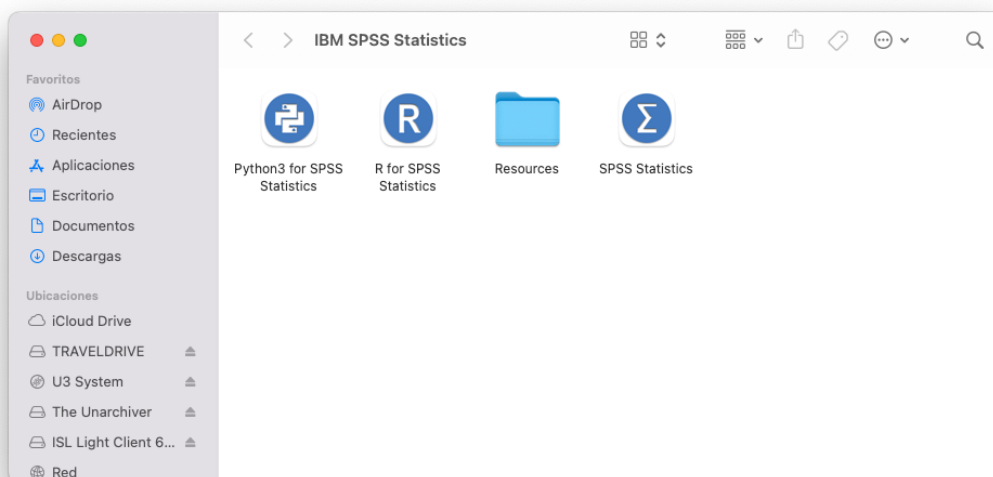 IBM SPSS Statistics
Favoritos
AirDrop
Recientes
Aplicaciones
Escritorio
Documentos
Descargas
Ubicaciones
iCloud Drive
TRAVELDRIVE
U3 System
The Unarchiver
ISL Light Client 6...
Red
Python3 for SPSS
Statistics
R
R for SPSS
Statistics
Resources
Σ
SPSS Statistics